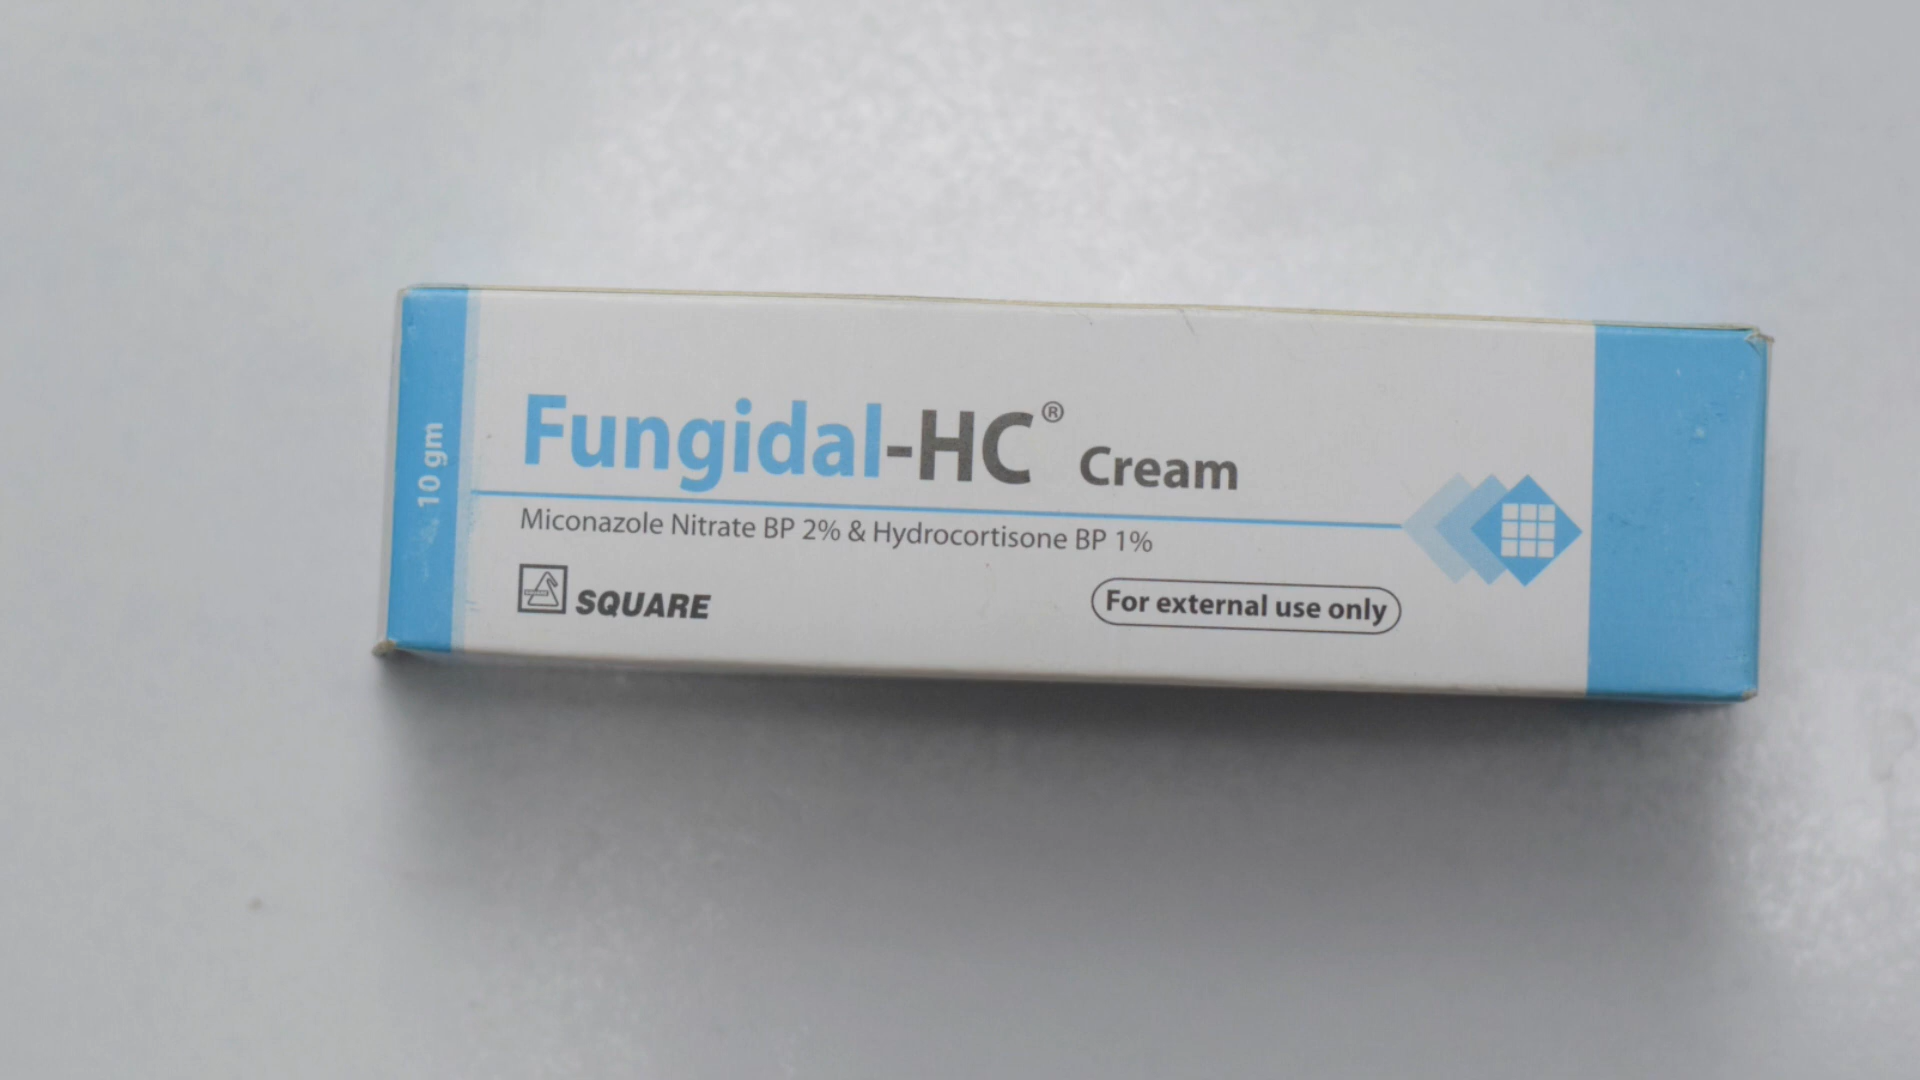 10 gm
Fungidal-HC® Cream
Miconazole Nitrate BP 2% & Hydrocortisone BP 1%
SQUARE
For external use only